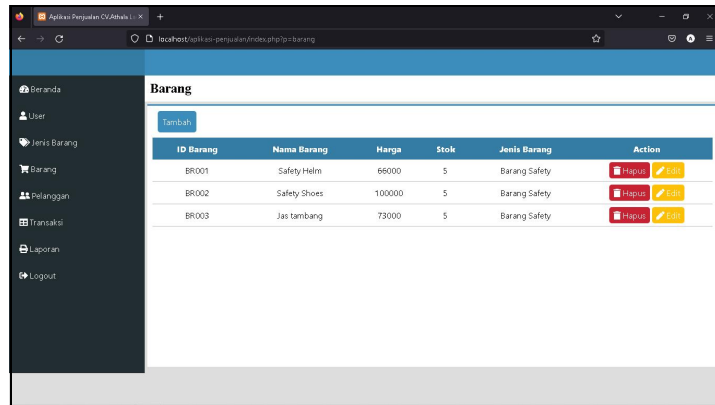 Aplikasi Penjualan CV.Athals
localhost/aplikasi-penjualan/index.php?p=barang
Beranda
User
Jenis Barang
Barang
Pelanggan
Transaksi
Laporan
Logout
Barang
Tambah
ID Barang Nama Barang Harga Stok Jenis Barang Action
BR001 Safety Helm 66000 5 Barang Safety Hapus Edit
BR002 Safety Shoes 100000 5 Barang Safety Hapus Edit
BR003 Jas tambang 73000 5 Barang Safety Hapus Edit